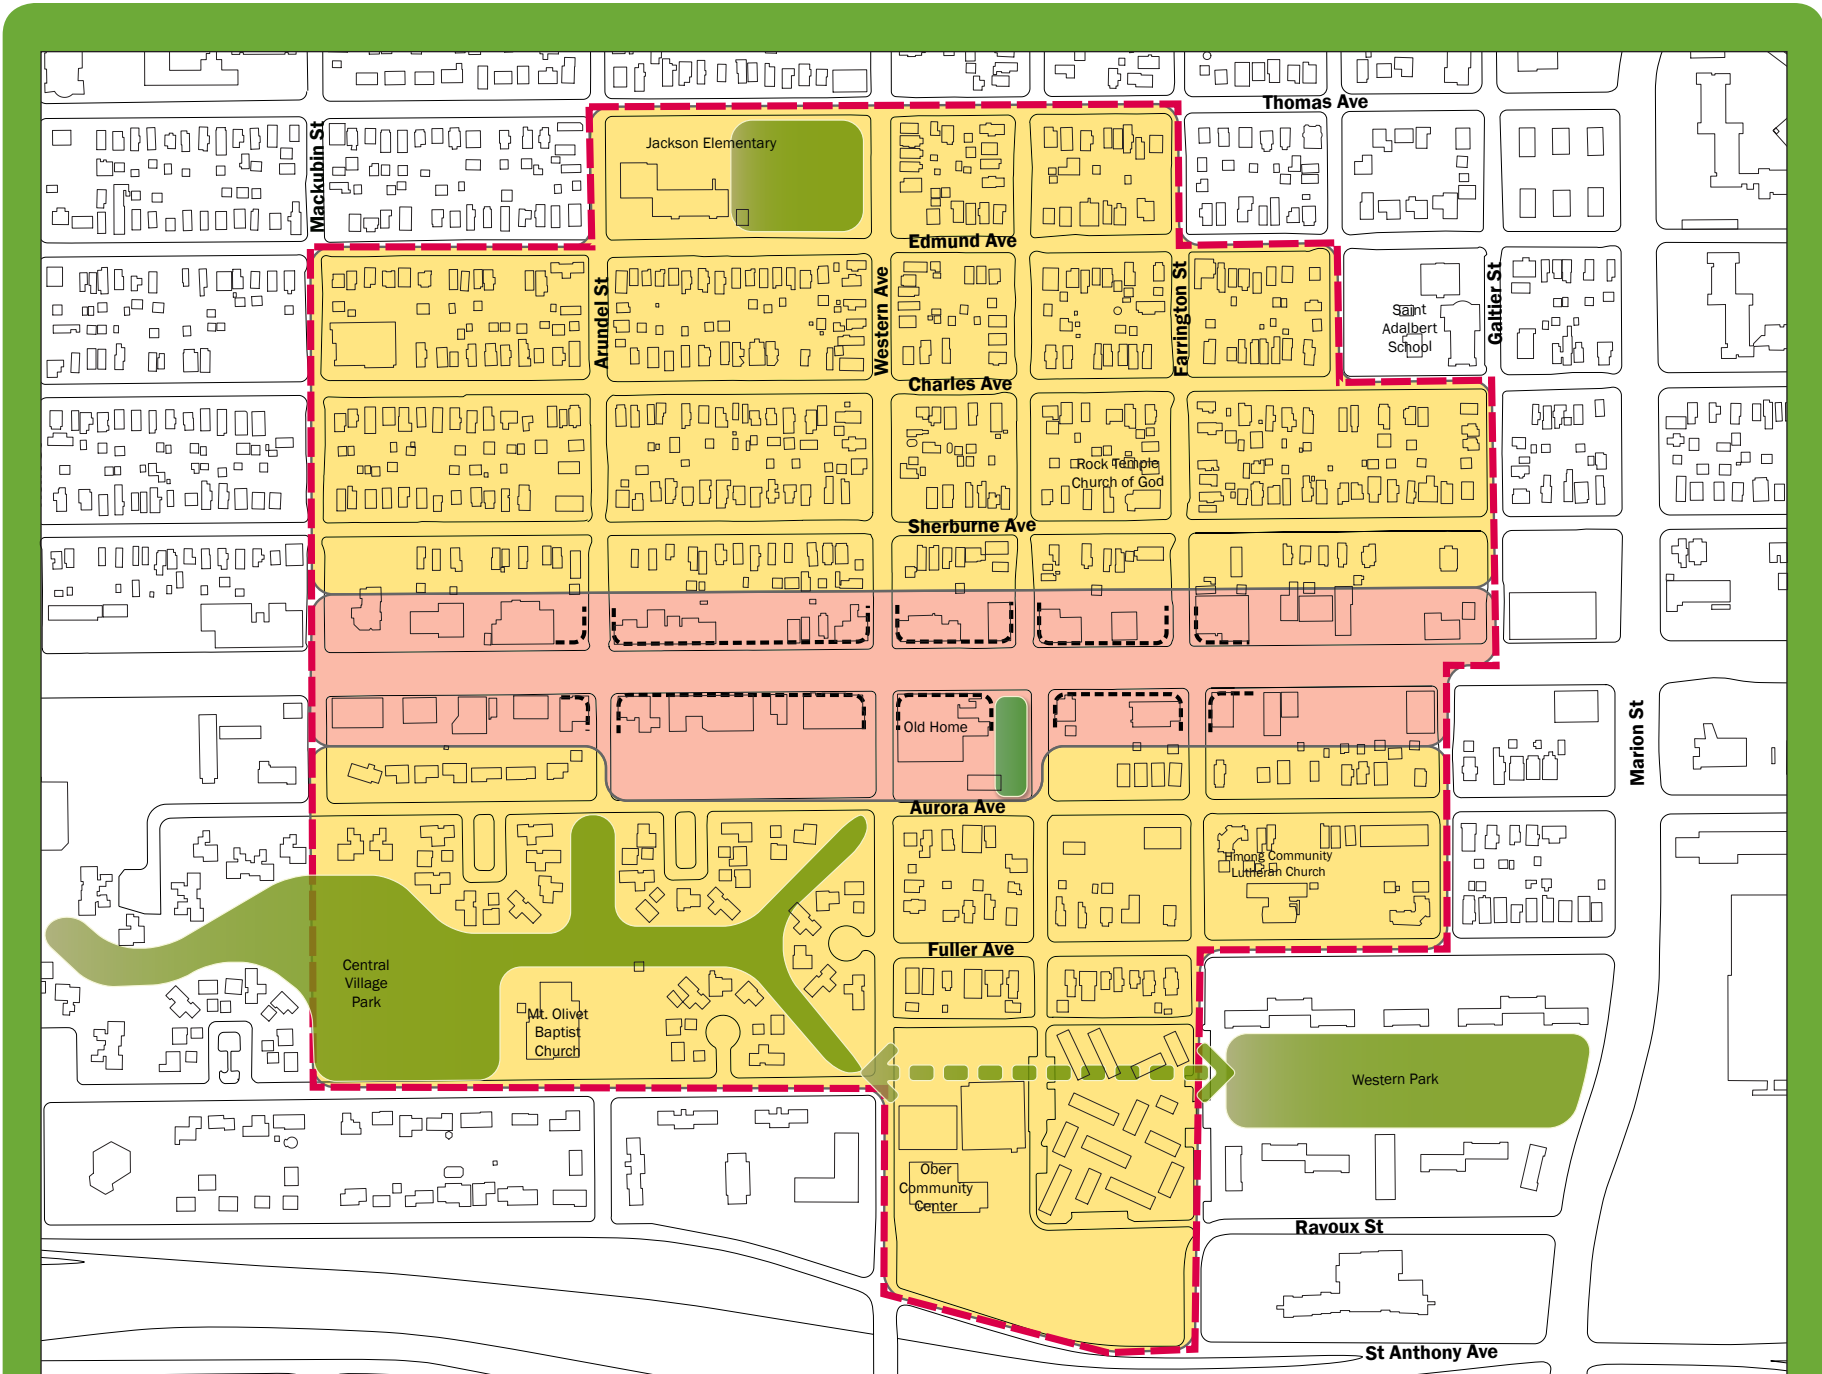 Thomas Ave
Mackubin St
Jackson Elementary
Edmund Ave
Arundel St
Western Ave
Farrington St
Galtier St
Saint
Adalbert
School
Charles Ave
Rock Temple
Church of God
Sherburne Ave
Old Home
Marion St
Aurora Ave
Hmong Community
Lutheran Church
Fuller Ave
Central
Village
Park
Mt. Olivet
Baptist
Church
Western Park
Ober
Community
Center
Ravoux St
St Anthony Ave